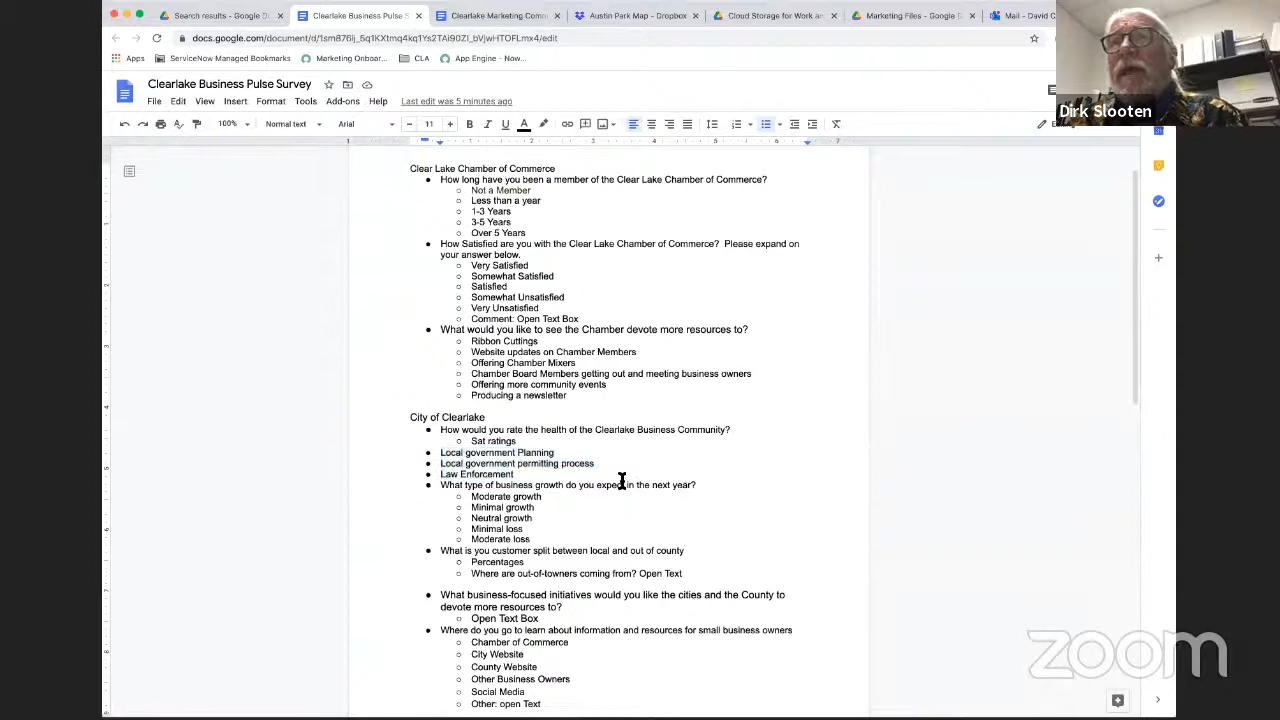 Search results - Google D
Clearlake Business Pulse S
Clearlake Marketing Com
Austin Park Map - Dropbox
Cloud Storage for Work an
Marketing Files - Google
Mail - David C
docs.google.com/document/d/1sm876lj_5q1KXtmq4kq1Ys2TAi90ZI_bVjwHTOFLmx4/edit
Apps
ServiceNow Managed Bookmarks
Marketing Onboar...
CLA
App Engine - Now...
Clearlake Business Pulse Survey
File Edit View Insert Format Tools Add-ons Help Last edit was 5 minutes ago
100% Normal text Arial 11
Dirk Slooten
Clear Lake Chamber of Commerce
How long have you been a member of the Clear Lake Chamber of Commerce?
Not a Member
Less than a year
1-3 Years
3-5 Years
Over 5 Years
How Satisfied are you with the Clear Lake Chamber of Commerce? Please expand on
your answer below.
Very Satisfied
Somewhat Satisfied
Satisfied
Somewhat Unsatisfied
Very Unsatisfied
Comment: Open Text Box
What would you like to see the Chamber devote more resources to?
Ribbon Cuttings
Website updates on Chamber Members
Offering Chamber Mixers
Chamber Board Members getting out and meeting business owners
Offering more community events
Producing a newsletter
City of Clearlake
How would you rate the health of the Clearlake Business Community?
Sat ratings
Local government Planning
Local government permitting process
Law Enforcement
What type of business growth do you expect in the next year?
Moderate growth
Minimal growth
Neutral growth
Minimal loss
Moderate loss
What is you customer split between local and out of county
Percentages
Where are out-of-towners coming from? Open Text
What business-focused initiatives would you like the cities and the County to
devote more resources to?
Open Text Box
Where do you go to learn about information and resources for small business owners
Chamber of Commerce
City Website
County Website
Other Business Owners
Social Media
Other: open Text
zoom